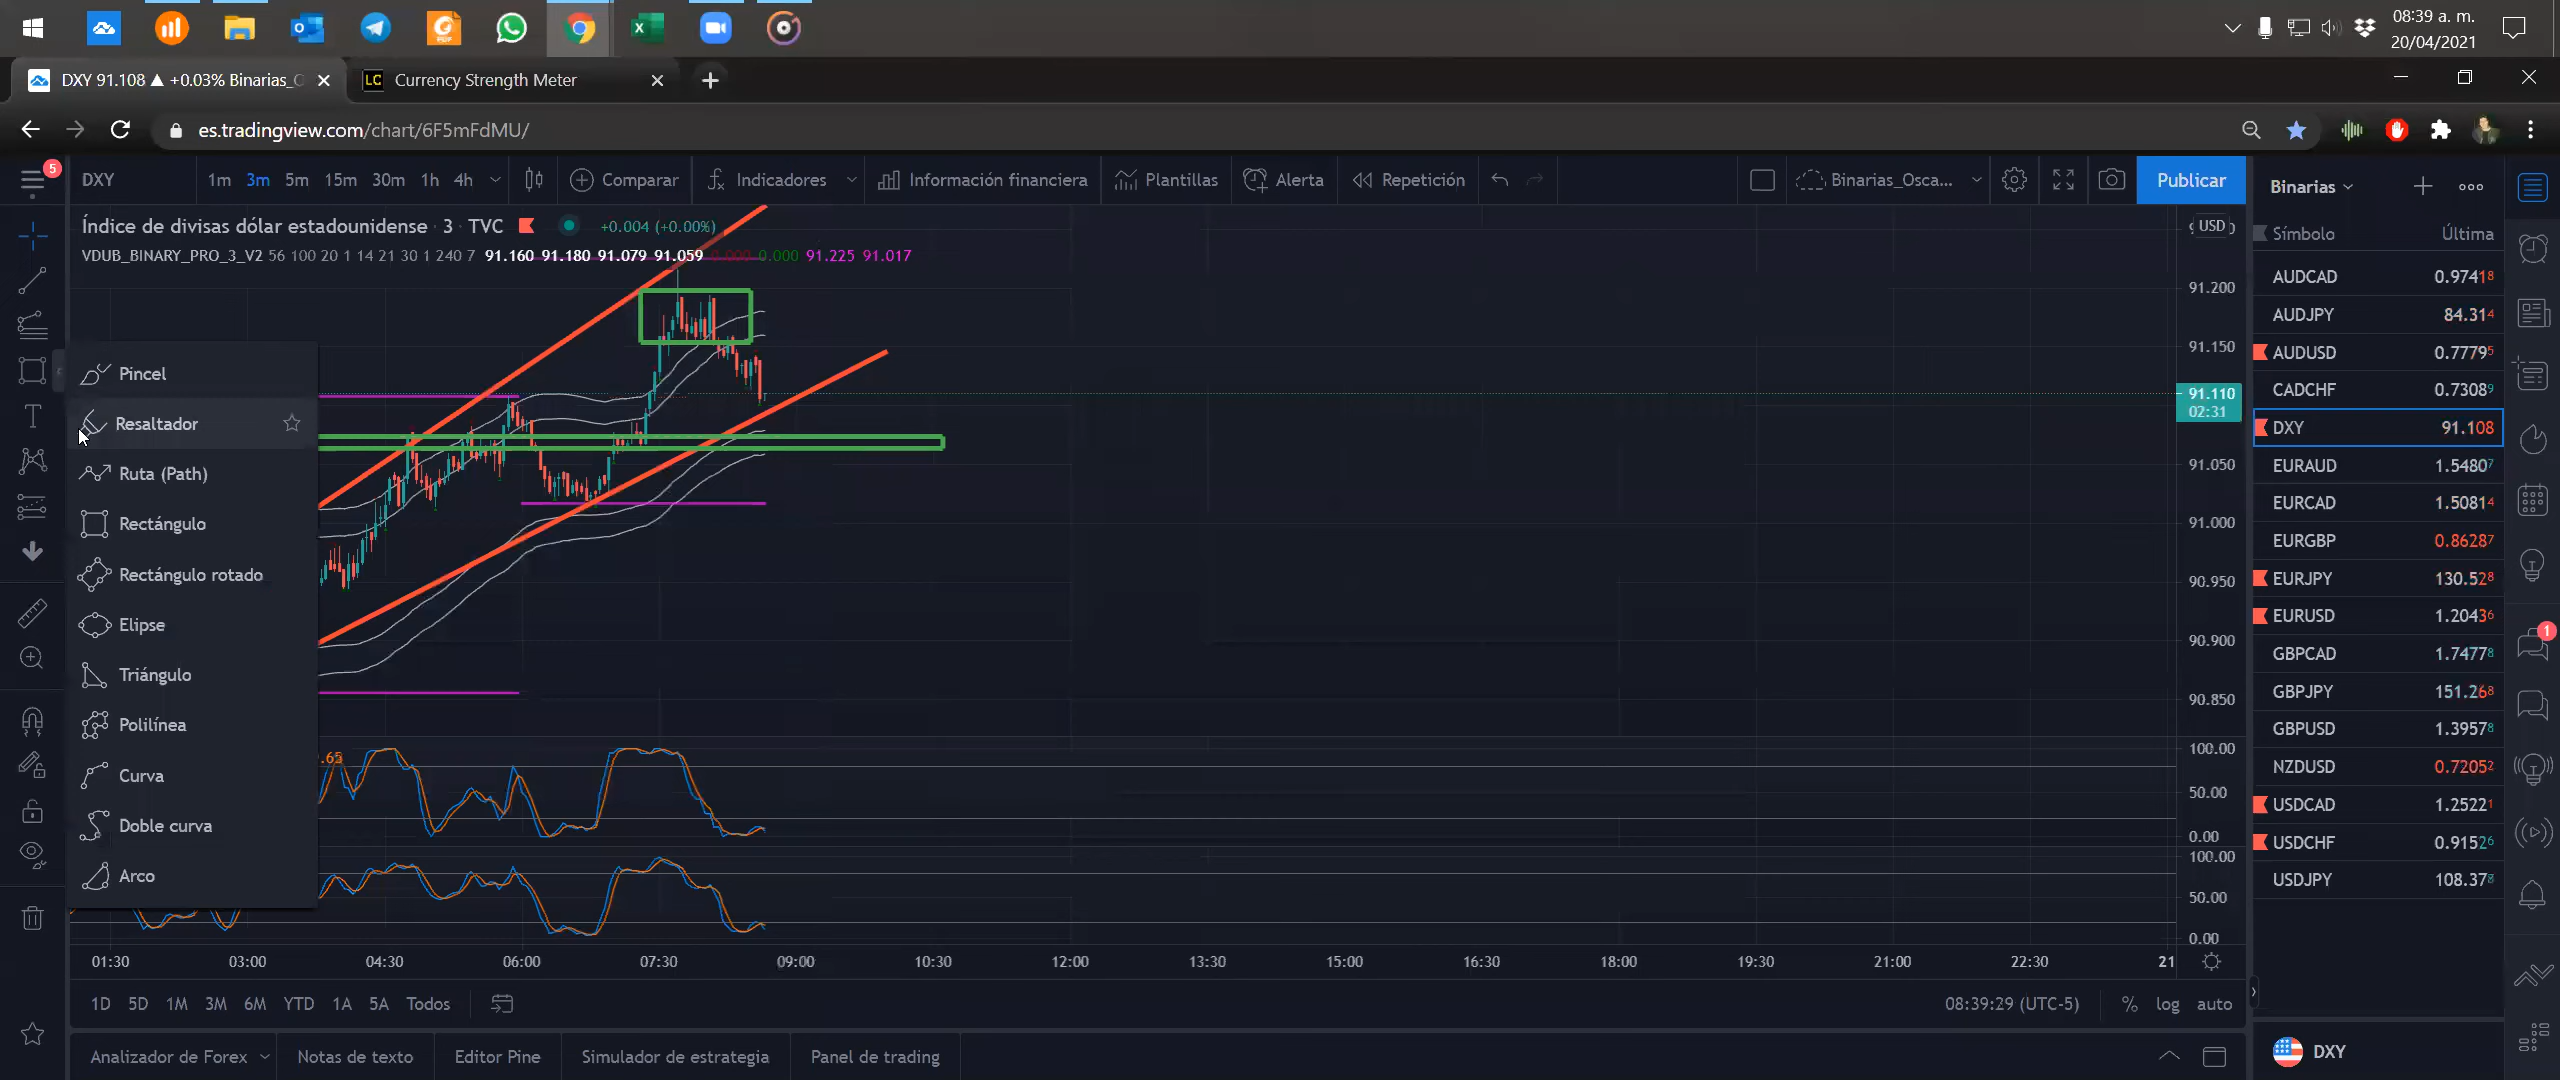 08:39 a. m.
20/04/2021
DXY 91.108 ▲ +0.03% Binarias_O
LC Currency Strength Meter
es.tradingview.com/chart/6F5mFdMU/
5
DXY 1m 3m 5m 15m 30m 1h 4h Comparar Indicadores Información financiera Plantillas Alerta Repetición Binarias_Osca... Publicar
Índice de divisas dólar estadounidense · 3 · TVC +0.004 (+0.00%)
VDUB_BINARY_PRO_3_V2 56 100 20 1 14 21 30 1 240 7 91.160 91.180 91.079 91.059 0.000 0.000 91.225 91.017
USD
91.200
91.150
91.110
02:31
91.050
91.000
90.950
90.900
90.850
100.00
50.00
0.00
100.00
50.00
0.00
Pincel
Resaltador
Ruta (Path)
Rectángulo
Rectángulo rotado
Elipse
Triángulo
Polilínea
Curva
Doble curva
Arco
.65
01:30 03:00 04:30 06:00 07:30 09:00 10:30 12:00 13:30 15:00 16:30 18:00 19:30 21:00 22:30 21
1D 5D 1M 3M 6M YTD 1A 5A Todos 08:39:29 (UTC-5) % log auto
Analizador de Forex Notas de texto Editor Pine Simulador de estrategia Panel de trading
Binarias
Símbolo Última
AUDCAD 0.97418
AUDJPY 84.314
AUDUSD 0.77795
CADCHF 0.73089
DXY 91.108
EURAUD 1.54807
EURCAD 1.50814
EURGBP 0.86287
EURJPY 130.528
EURUSD 1.20436
GBPCAD 1.74778
GBPJPY 151.268
GBPUSD 1.39578
NZDUSD 0.72052
USDCAD 1.25221
USDCHF 0.91526
USDJPY 108.378
1
DXY